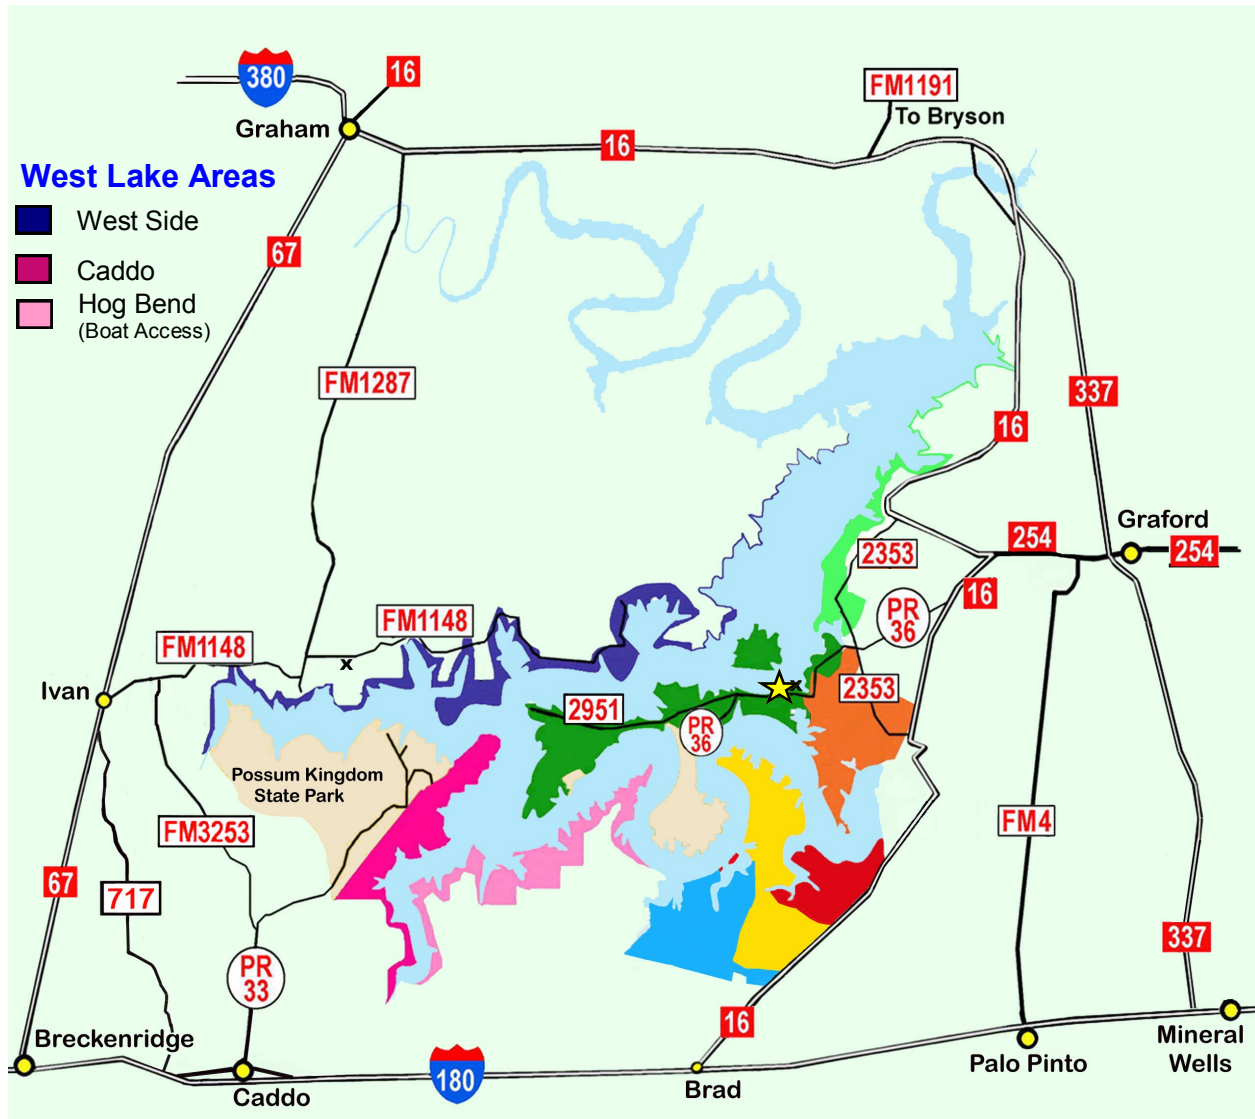 380
16
FM1191
To Bryson
Graham
16
West Lake Areas
West Side
67
Caddo
Hog Bend
(Boat Access)
FM1287
337
16
Graford
254
254
2353
16
PR
36
FM1148
FM1148
x
Ivan
2353
x
2951
PR
36
Possum Kingdom
State Park
FM3253
FM4
67
717
337
PR
33
16
Breckenridge
Mineral
Wells
Palo Pinto
180
Brad
Caddo